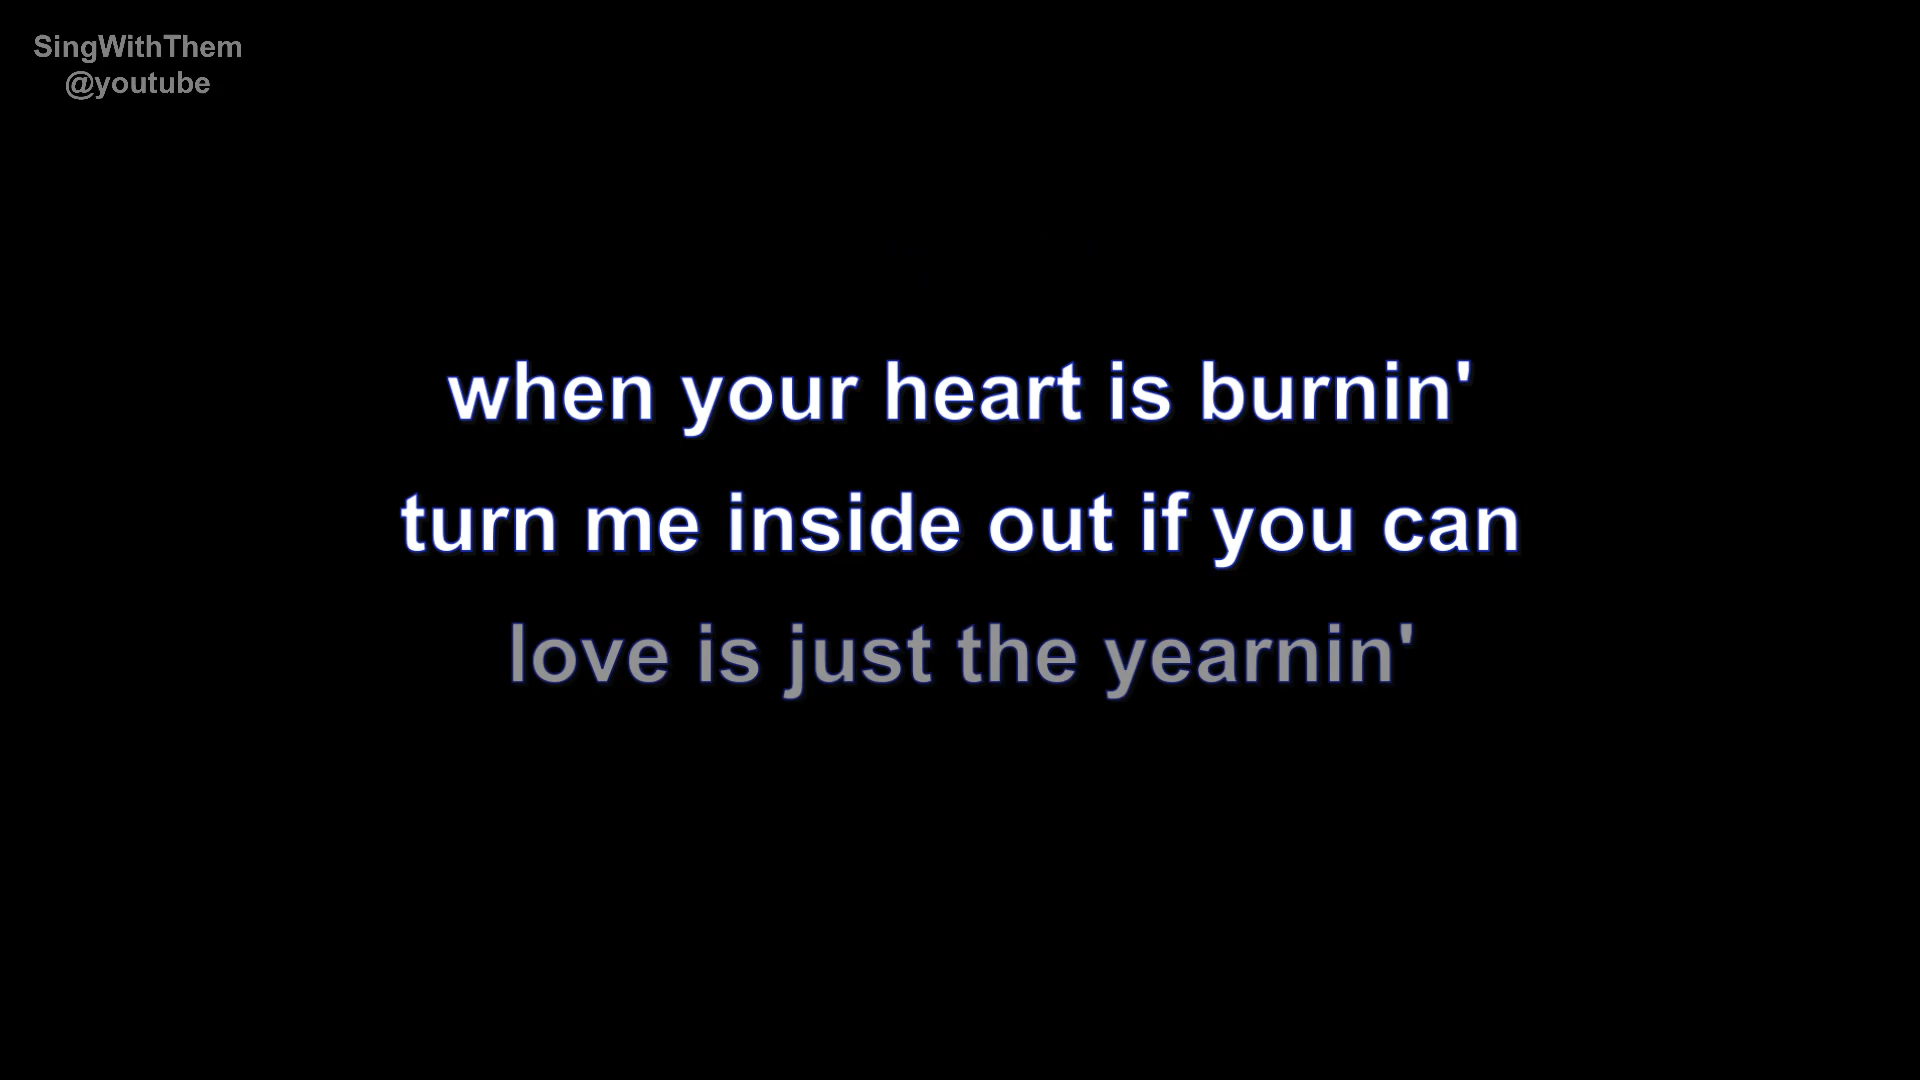 SingWithThem
@youtube
when your heart is burnin'
turn me inside out if you can
love is just the yearnin'